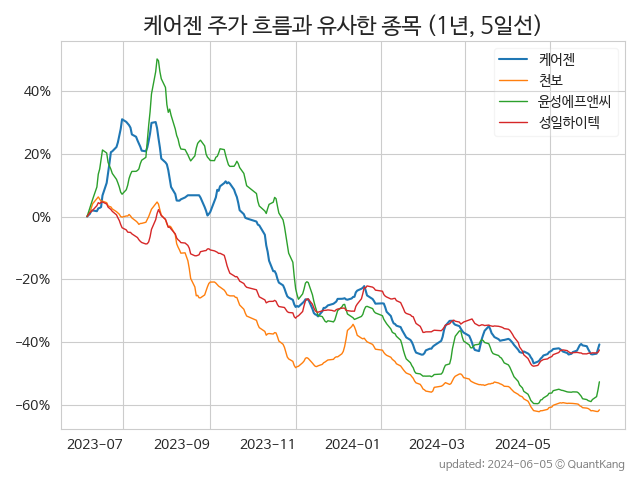 케어젠 주가 흐름과 유사한 종목 (1년, 5일선)
케어젠
천보
윤성에프앤씨
성일하이텍
40%
20%
0%
−20%
−40%
−60%
2023-07 2023-09 2023-11 2024-01 2024-03 2024-05
updated: 2024-06-05 © QuantKang